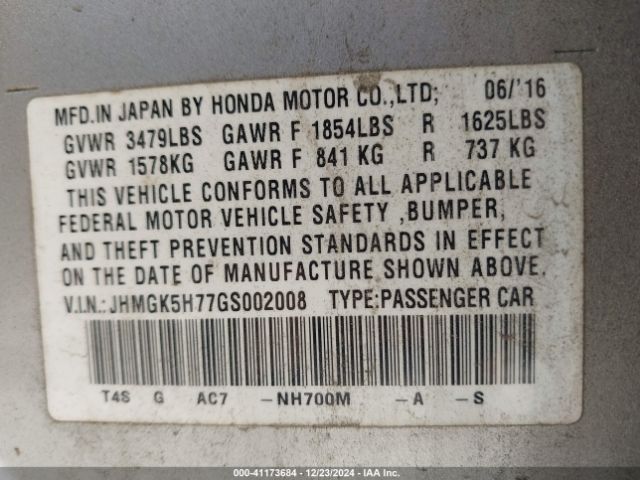 MFD.IN JAPAN BY HONDA MOTOR CO.,LTD; 06/'16
GVWR 3479LBS GAWR F 1854LBS R 1625LBS
GVWR 1578KG GAWR F 841 KG R 737 KG
THIS VEHICLE CONFORMS TO ALL APPLICABLE
FEDERAL MOTOR VEHICLE SAFETY ,BUMPER,
AND THEFT PREVENTION STANDARDS IN EFFECT
ON THE DATE OF MANUFACTURE SHOWN ABOVE.
V.I.N.:JHMGK5H77GS002008 TYPE:PASSENGER CAR
T4S G AC7 -NH700M -A -S
000-41173684 - 12/23/2024 - IAA Inc.